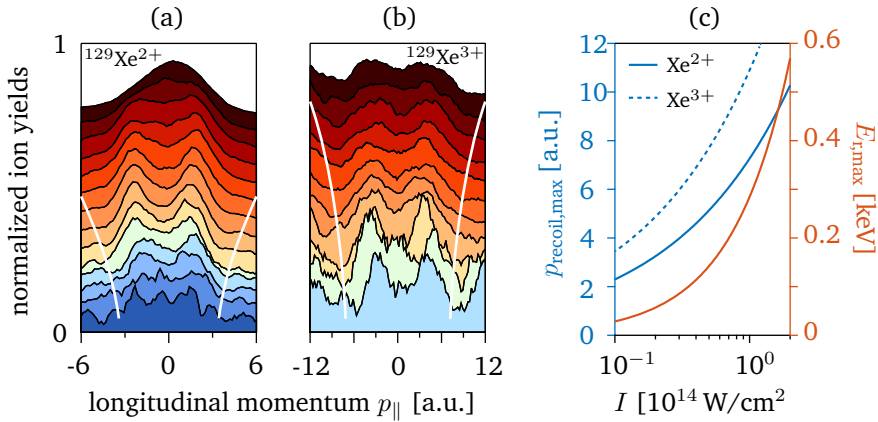 (a) (b) (c)
¹²⁹Xe²⁺ ¹²⁹Xe³⁺
normalized ion yields
1
0
-6 0 6
-12 0 12
longitudinal momentum p∥ [a.u.]
Xe²⁺
Xe³⁺
p_recoil,max [a.u.]
12
10
8
6
4
2
0
E_r,max [keV]
0.6
0.4
0.2
0
10⁻¹ 10⁰
I [10¹⁴ W/cm²]